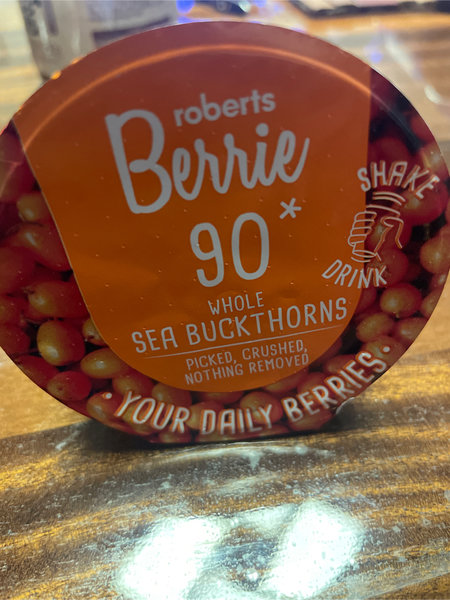 roberts
Berrie
90*
WHOLE
SEA BUCKTHORNS
PICKED, CRUSHED,
NOTHING REMOVED
SHAKE
DRINK
• YOUR DAILY BERRIES •